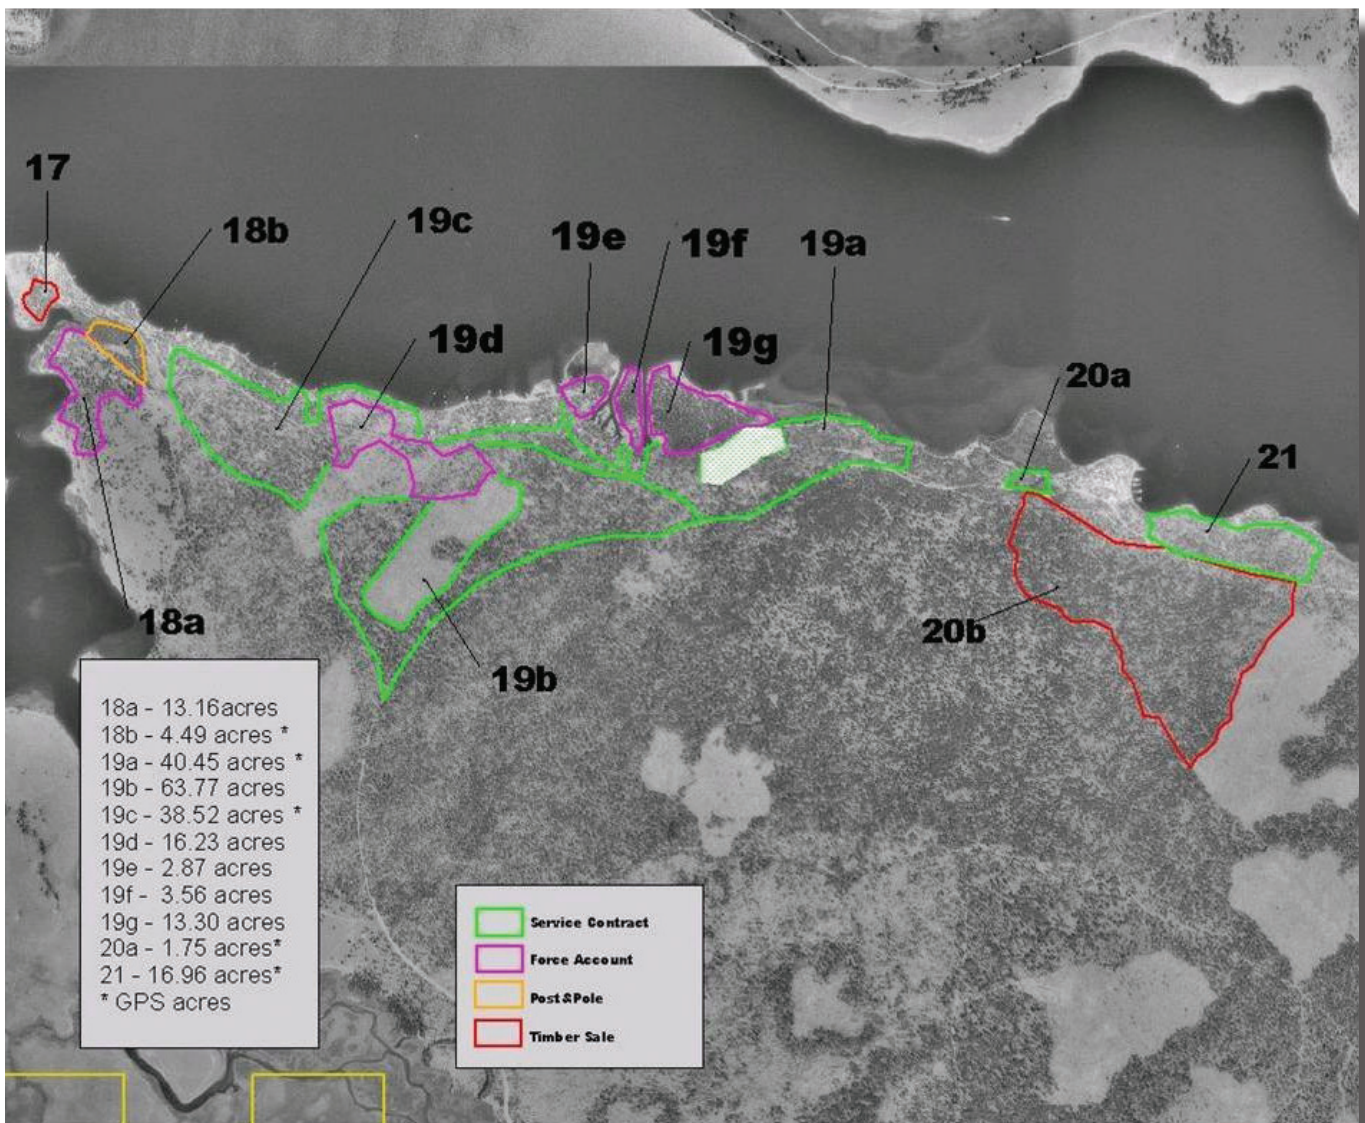 17
18b
19c
19e
19f
19a
19d
19g
20a
21
18a
20b
19b
18a - 13.16acres
18b - 4.49 acres *
19a - 40.45 acres *
19b - 63.77 acres
19c - 38.52 acres *
19d - 16.23 acres
19e - 2.87 acres
19f - 3.56 acres
19g - 13.30 acres
20a - 1.75 acres*
21 - 16.96 acres*
* GPS acres
Service Contract
Force Account
Post&Pole
Timber Sale